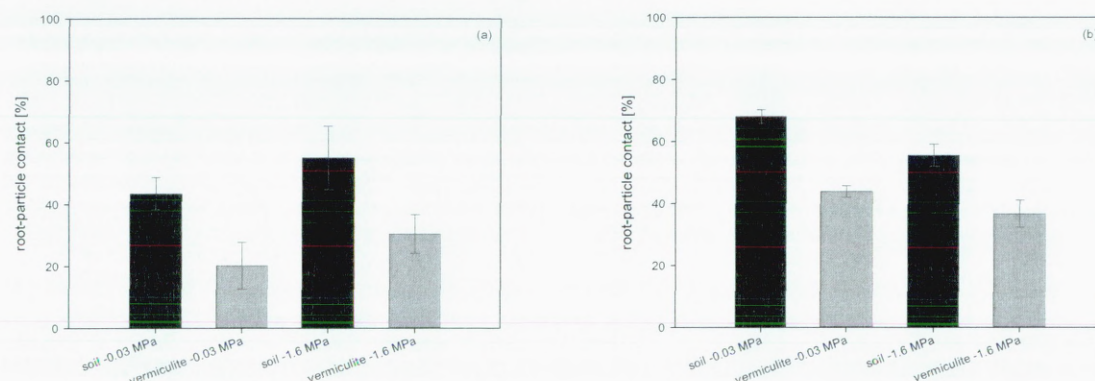 100
(a)
80
60
40
20
0
root-particle contact [%]
soil -0.03 MPa
vermiculite -0.03 MPa
soil -1.6 MPa
vermiculite -1.6 MPa
100
(b
80
60
40
20
0
root-particle contact [%]
soil -0.03 MPa
vermiculite -0.03 MPa
soil -1.6 MPa
vermiculite -1.6 MPa